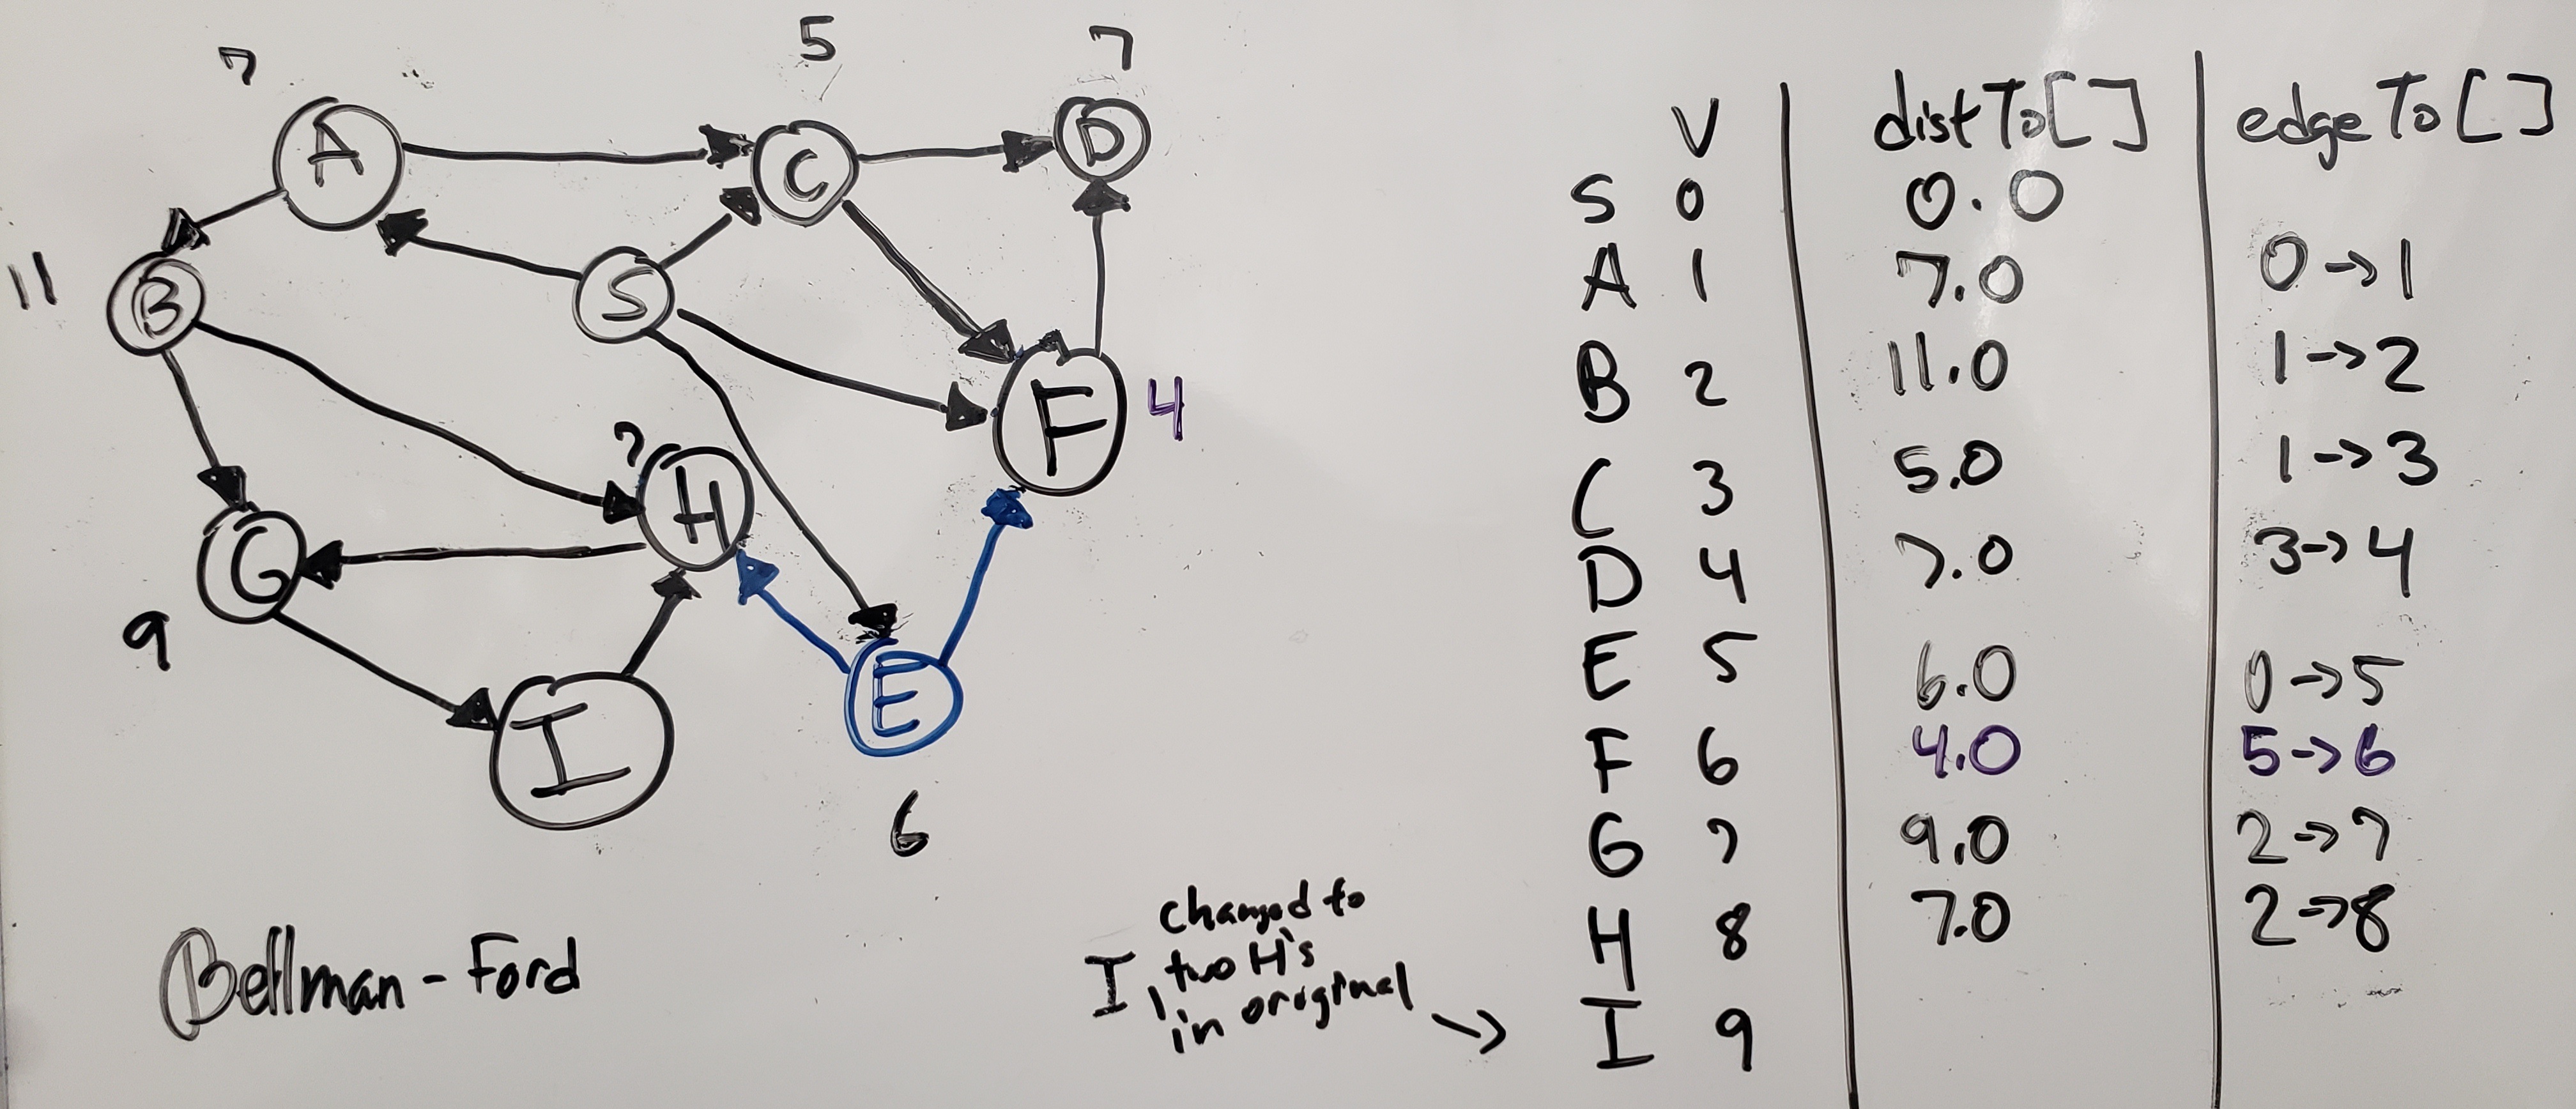 7
5
7
A
C
D
11
B
S
F
4
7
H
G
9
I
E
6
Bellman-Ford
I, changed to
two H's
in original
->
V distTo[] edgeTo[]
S 0 0.0
A 1 7.0 0->1
B 2 11.0 1->2
C 3 5.0 1->3
D 4 7.0 3->4
E 5 6.0 0->5
F 6 4.0 5->6
G 7 9.0 2->7
H 8 7.0 2->8
I 9